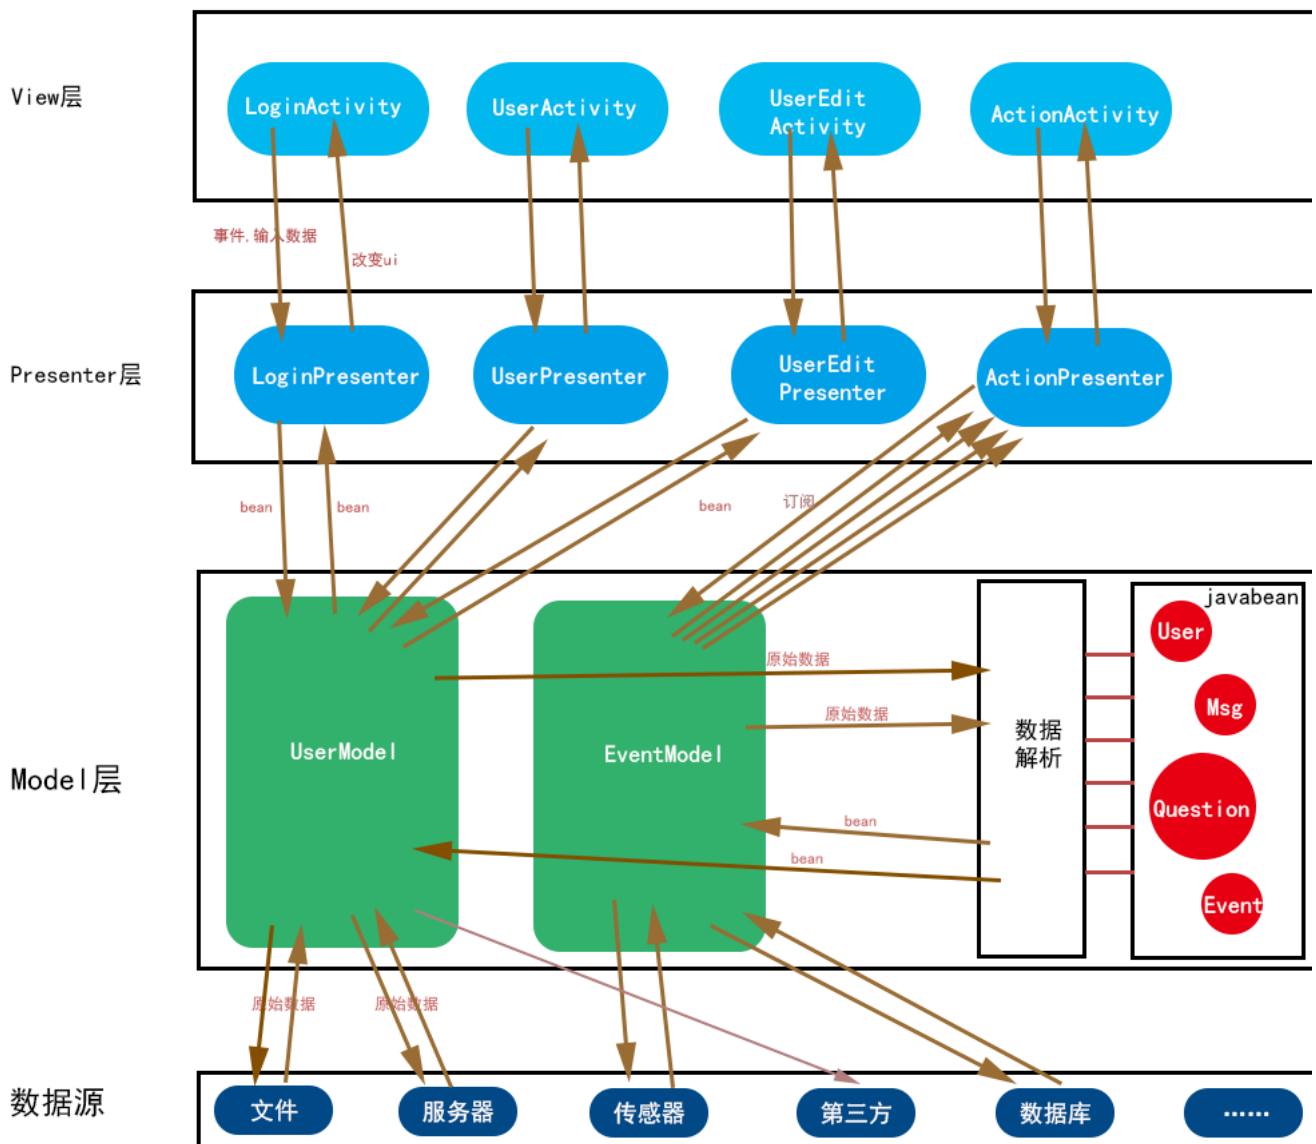 View层
LoginActivity
UserActivity
UserEdit
Activity
ActionActivity
事件,输入数据
改变ui
Presenter层
LoginPresenter
UserPresenter
UserEdit
Presenter
ActionPresenter
bean
bean
bean
订阅
Model层
UserModel
EventModel
原始数据
原始数据
bean
bean
数据
解析
javabean
User
Msg
Question
Event
原始数据
原始数据
数据源
文件
服务器
传感器
第三方
数据库
……